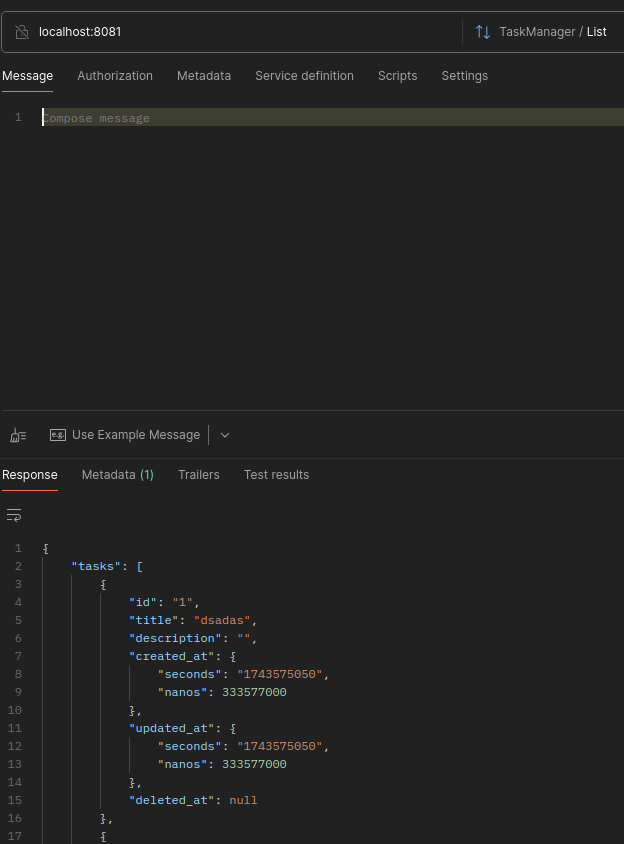 localhost:8081 TaskManager / List
Message Authorization Metadata Service definition Scripts Settings
1 Compose message
e.g. Use Example Message
Response Metadata (1) Trailers Test results
1 {
2 "tasks": [
3 {
4 "id": "1",
5 "title": "dsadas",
6 "description": "",
7 "created_at": {
8 "seconds": "1743575050",
9 "nanos": 333577000
10 },
11 "updated_at": {
12 "seconds": "1743575050",
13 "nanos": 333577000
14 },
15 "deleted_at": null
16 },
17 {